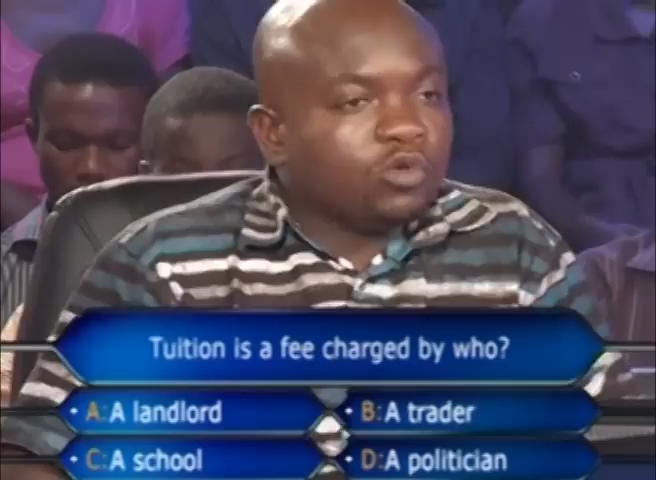 Tuition is a fee charged by who?
A: A landlord
B: A trader
C: A school
D: A politician